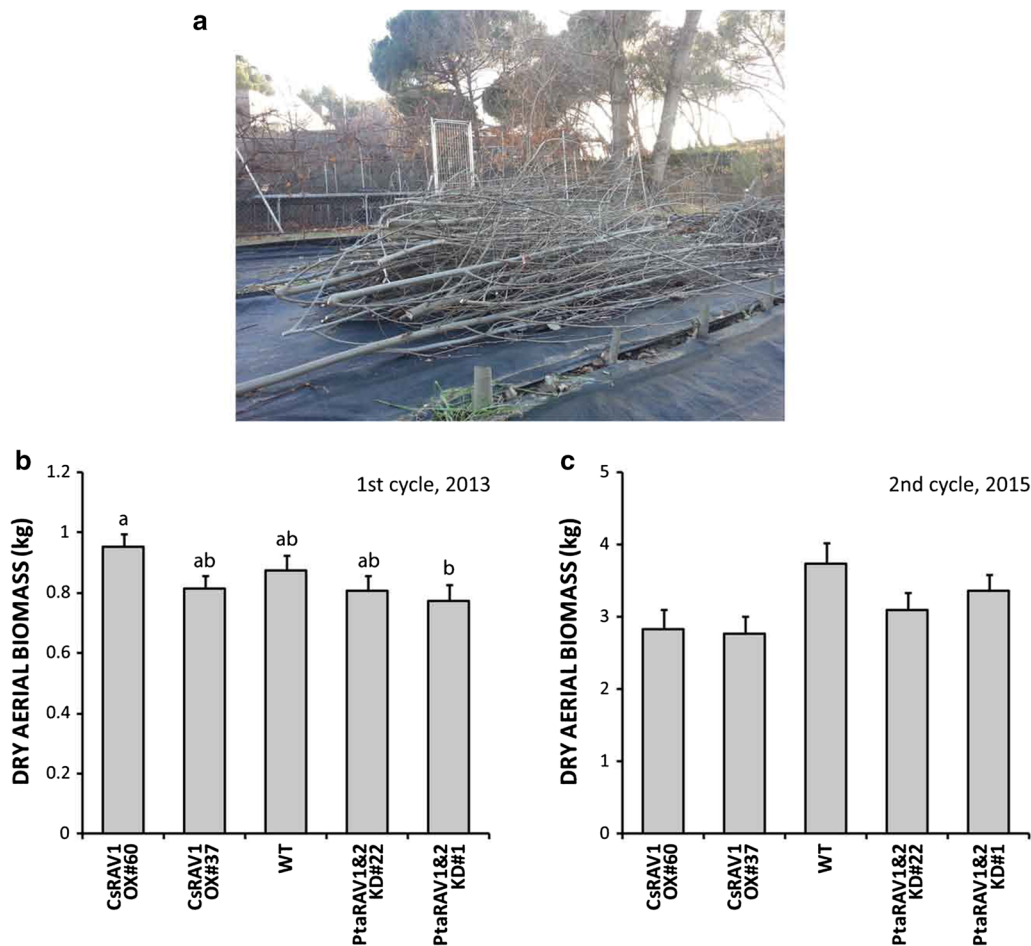 a
b
1.2
1
0.8
0.6
0.4
0.2
0
DRY AERIAL BIOMASS (kg)
1st cycle, 2013
a
ab
ab
ab
b
CsRAV1
OX#60
CsRAV1
OX#37
WT
PtaRAV1&2
KD#22
PtaRAV1&2
KD#1
c
5
4
3
2
1
0
DRY AERIAL BIOMASS (kg)
2nd cycle, 2015
CsRAV1
OX#60
CsRAV1
OX#37
WT
PtaRAV1&2
KD#22
PtaRAV1&2
KD#1